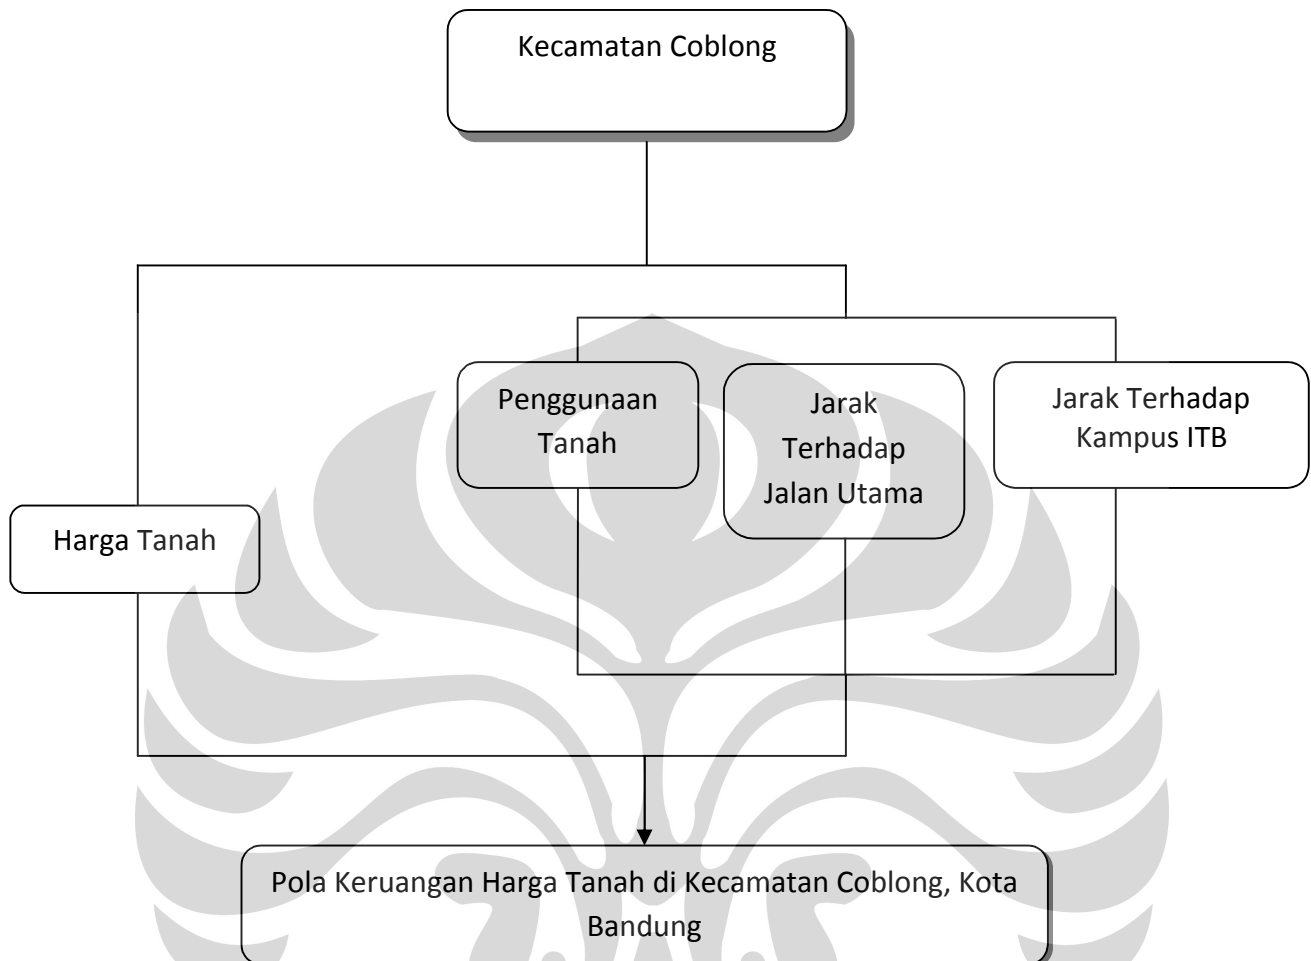 Kecamatan Coblong
Penggunaan
Tanah
Jarak
Terhadap
Jalan Utama
Jarak Terhadap
Kampus ITB
Harga Tanah
Pola Keruangan Harga Tanah di Kecamatan Coblong, Kota
Bandung